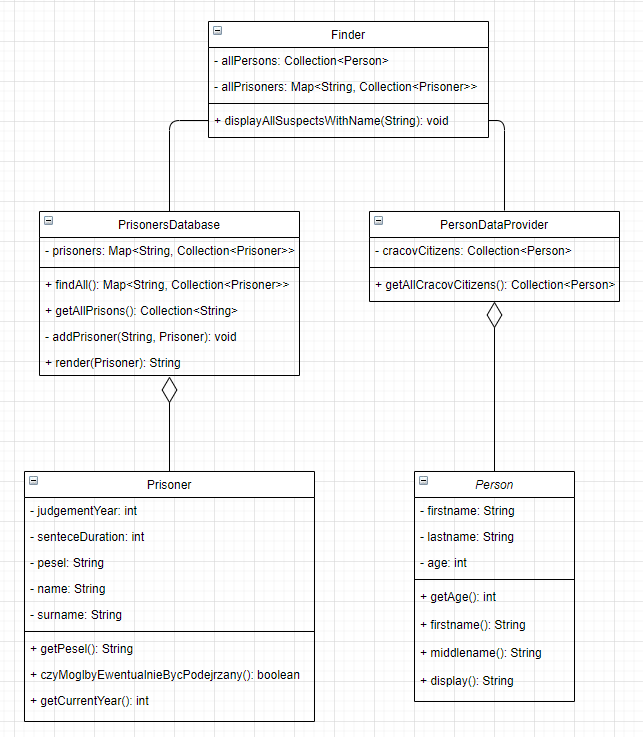 Finder
- allPersons: Collection<Person>
- allPrisoners: Map<String, Collection<Prisoner>>
+ displayAllSuspectsWithName(String): void
PrisonersDatabase
- prisoners: Map<String, Collection<Prisoner>>
+ findAll(): Map<String, Collection<Prisoner>>
+ getAllPrisons(): Collection<String>
- addPrisoner(String, Prisoner): void
+ render(Prisoner): String
PersonDataProvider
- cracovCitizens: Collection<Person>
+ getAllCracovCitizens(): Collection<Person>
Prisoner
- judgementYear: int
- senteceDuration: int
- pesel: String
- name: String
- surname: String
+ getPesel(): String
+ czyMoglbyEwentualnieBycPodejrzany(): boolean
+ getCurrentYear(): int
Person
- firstname: String
- lastname: String
- age: int
+ getAge(): int
+ firstname(): String
+ middlename(): String
+ display(): String